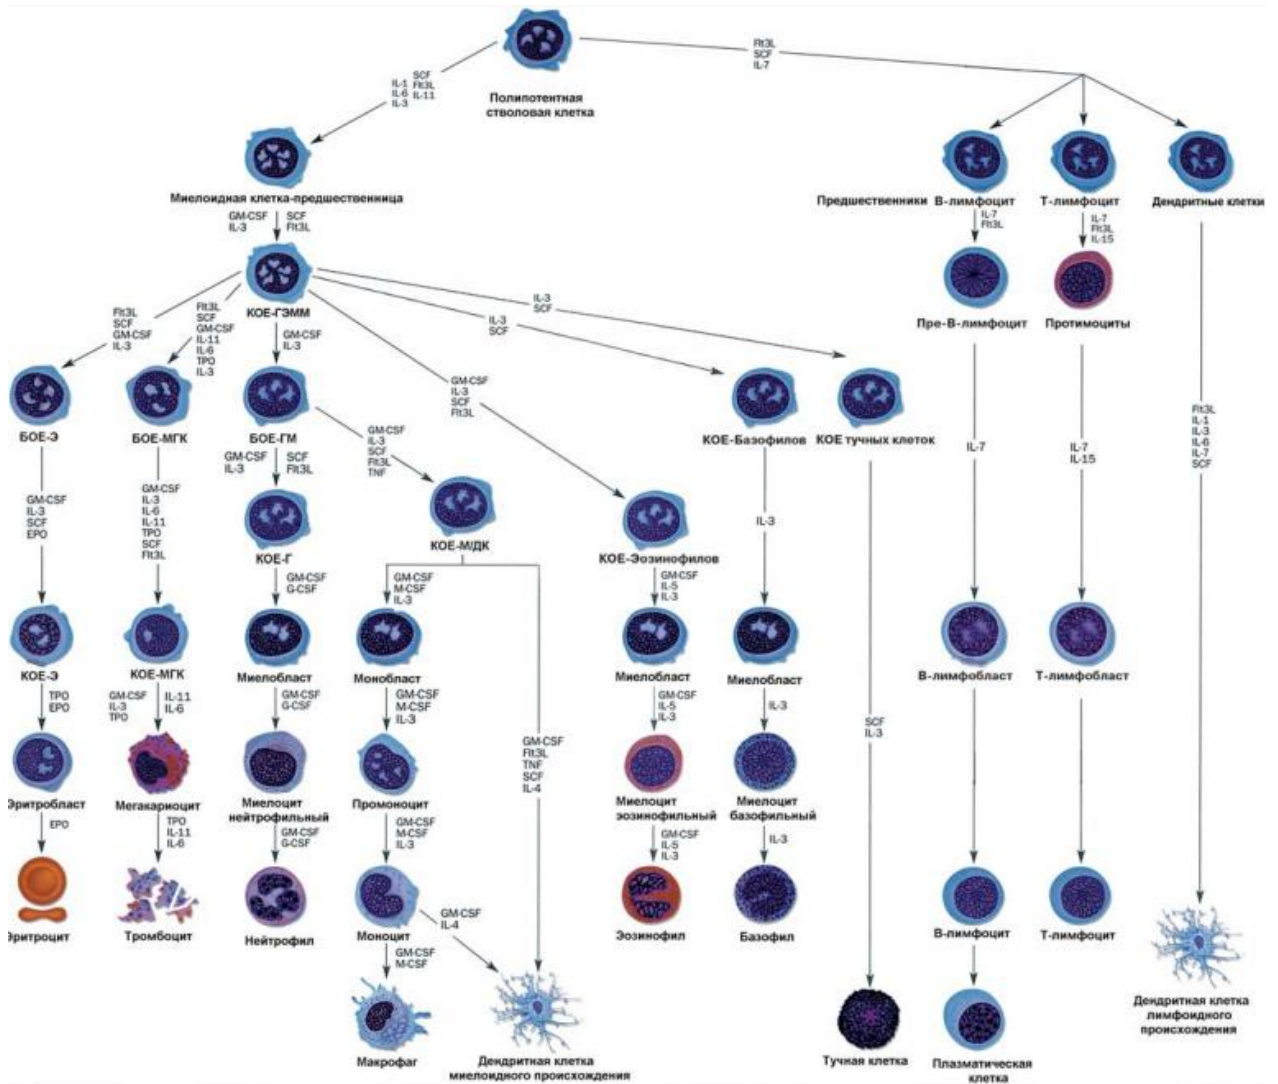 Полипотентная
стволовая клетка
IL-1
IL-6
IL-3
SCF
Flt3L
IL-11
Flt3L
SCF
IL-7
Миелоидная клетка-предшественница
Предшественники
В-лимфоцит
Т-лимфоцит
Дендритные клетки
GM-CSF
IL-3
SCF
Flt3L
IL-7
Flt3L
IL-7
Flt3L
IL-15
КОЕ-ГЭММ
Пре-В-лимфоцит
Протимоциты
Flt3L
SCF
GM-CSF
IL-3
Flt3L
SCF
GM-CSF
IL-11
IL-6
TPO
IL-3
GM-CSF
IL-3
GM-CSF
IL-3
SCF
Flt3L
IL-3
SCF
IL-3
SCF
БОЕ-Э
БОЕ-МГК
БОЕ-ГМ
КОЕ-Базофилов
КОЕ тучных клеток
GM-CSF
IL-3
SCF
EPO
GM-CSF
IL-3
IL-6
IL-11
TPO
SCF
Flt3L
GM-CSF
IL-3
SCF
Flt3L
GM-CSF
IL-3
SCF
Flt3L
TNF
IL-3
IL-7
IL-7
IL-15
Flt3L
IL-1
IL-3
IL-6
IL-7
SCF
КОЕ-Г
КОЕ-М/ДК
КОЕ-Эозинофилов
GM-CSF
G-CSF
GM-CSF
M-CSF
IL-3
GM-CSF
IL-5
IL-3
КОЕ-Э
КОЕ-МГК
Миелобласт
Монобласт
Миелобласт
Миелобласт
В-лимфобласт
Т-лимфобласт
TPO
EPO
GM-CSF
IL-3
TPO
IL-11
IL-6
GM-CSF
G-CSF
GM-CSF
M-CSF
IL-3
GM-CSF
Flt3L
TNF
SCF
IL-4
GM-CSF
IL-5
IL-3
IL-3
SCF
IL-3
Эритробласт
Мегакариоцит
Миелоцит
нейтрофильный
Промоноцит
Миелоцит
эозинофильный
Миелоцит
базофильный
EPO
TPO
IL-11
IL-6
GM-CSF
G-CSF
GM-CSF
M-CSF
IL-3
GM-CSF
IL-5
IL-3
IL-3
Эритроцит
Тромбоцит
Нейтрофил
Моноцит
Эозинофил
Базофил
В-лимфоцит
Т-лимфоцит
GM-CSF
IL-4
GM-CSF
M-CSF
Макрофаг
Дендритная клетка
миелоидного происхождения
Тучная клетка
Плазматическая
клетка
Дендритная клетка
лимфоидного
происхождения